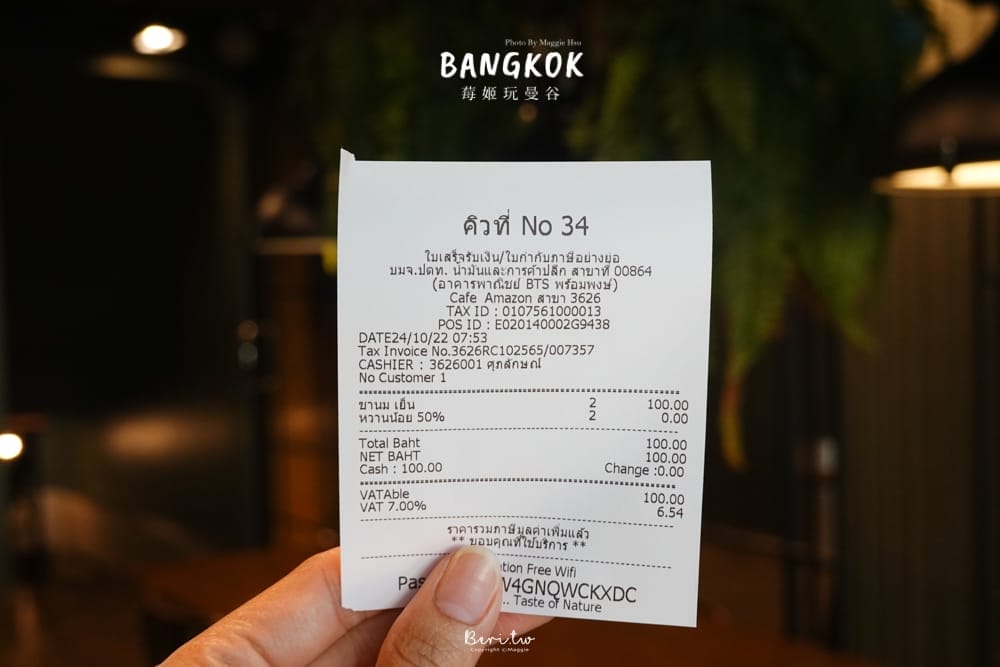 Photo By Maggie Hsu
BANGKOK
莓姬玩曼谷
คิวที่ No 34
ใบเสร็จรับเงิน/ใบกำกับภาษีอย่างย่อ
บมจ.ปตท. น้ำมันและการค้าปลีก สาขาที่ 00864
(อาคารพาณิชย์ BTS พร้อมพงษ์)
Cafe Amazon สาขา 3626
TAX ID : 0107561000013
POS ID : E020140002G9438
DATE24/10/22 07:53
Tax Invoice No.3626RC102565/007357
CASHIER : 3626001 ศุภลักษณ์
No Customer 1
ชานม เย็น 2 100.00
หวานน้อย 50% 2 0.00
Total Baht 100.00
NET BAHT 100.00
Cash : 100.00 Change :0.00
VATAble 100.00
VAT 7.00% 6.54
ราคารวมภาษีมูลค่าเพิ่มแล้ว
** ขอบคุณที่ใช้บริการ **
Free Wifi
4GNQWCKXDC
... Taste of Nature
Beri.tw
Copyright ©Maggie